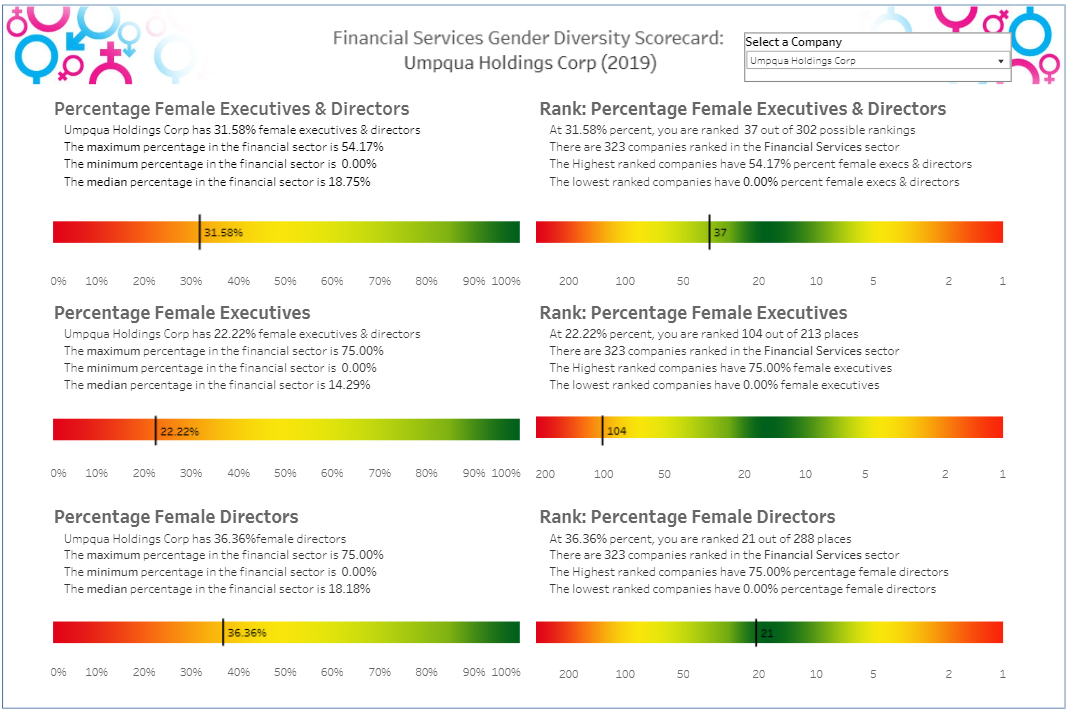 Financial Services Gender Diversity Scorecard:
Umpqua Holdings Corp (2019)
Select a Company
Umpqua Holdings Corp
Percentage Female Executives & Directors
Umpqua Holdings Corp has 31.58% female executives & directors
The maximum percentage in the financial sector is 54.17%
The minimum percentage in the financial sector is 0.00%
The median percentage in the financial sector is 18.75%
31.58%
0% 10% 20% 30% 40% 50% 60% 70% 80% 90% 100%
Rank: Percentage Female Executives & Directors
At 31.58% percent, you are ranked 37 out of 302 possible rankings
There are 323 companies ranked in the Financial Services sector
The Highest ranked companies have 54.17% percent female execs & directors
The lowest ranked companies have 0.00% percent female execs & directors
37
200 100 50 20 10 5 2 1
Percentage Female Executives
Umpqua Holdings Corp has 22.22% female executives & directors
The maximum percentage in the financial sector is 75.00%
The minimum percentage in the financial sector is 0.00%
The median percentage in the financial sector is 14.29%
22.22%
0% 10% 20% 30% 40% 50% 60% 70% 80% 90% 100%
Rank: Percentage Female Executives
At 22.22% percent, you are ranked 104 out of 213 places
There are 323 companies ranked in the Financial Services sector
The Highest ranked companies have 75.00% female executives
The lowest ranked companies have 0.00% female executives
104
200 100 50 20 10 5 2 1
Percentage Female Directors
Umpqua Holdings Corp has 36.36%female directors
The maximum percentage in the financial sector is 75.00%
The minimum percentage in the financial sector is 0.00%
The median percentage in the financial sector is 18.18%
36.36%
0% 10% 20% 30% 40% 50% 60% 70% 80% 90% 100%
Rank: Percentage Female Directors
At 36.36% percent, you are ranked 21 out of 288 places
There are 323 companies ranked in the Financial Services sector
The Highest ranked companies have 75.00% percentage female directors
The lowest ranked companies have 0.00% percentage female directors
21
200 100 50 20 10 5 2 1